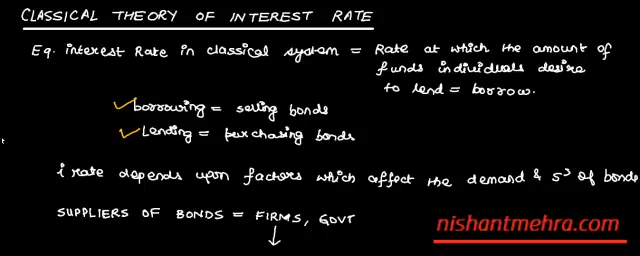 CLASSICAL THEORY OF INTEREST RATE
Eq. interest Rate in classical system = Rate at which the amount of
funds individuals desire
to lend = borrow.
borrowing = selling bonds
Lending = purchasing bonds
i rate depends upon factors which affect the demand & Ss of bonds
SUPPLIERS OF BONDS = FIRMS, GOVT
nishantmehra.com